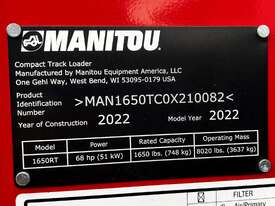 MANITOU
Compact Track Loader
Manufactured by Manitou Equipment America, LLC
One Gehl Way, West Bend, WI 53095-0179 USA
Product
Identification >MAN1650TC0X210082<
Number
Year of Construction 2022 Model Year 2022
Model Power Rated Capacity Operating Mass
1650RT 68 hp (51 kW) 1650 lbs. (748 kg) 8020 lbs. (3637 kg)
FILTER
Air/Primary